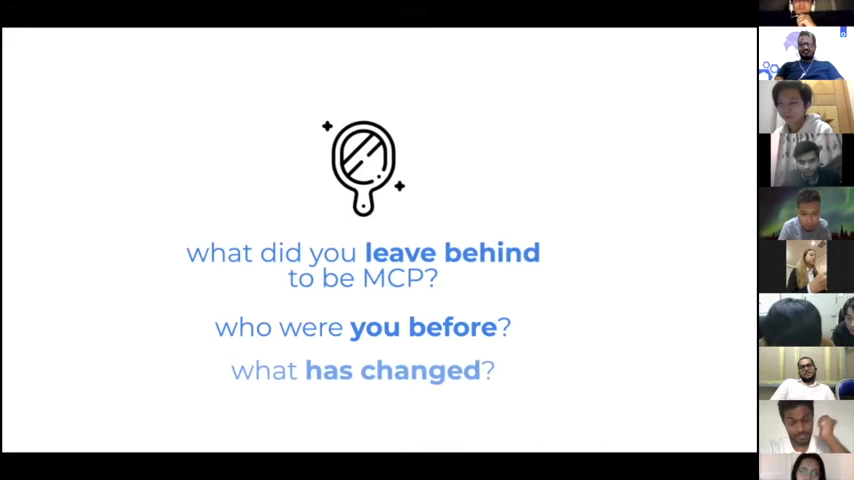 what did you leave behind
to be MCP?
who were you before?
what has changed?